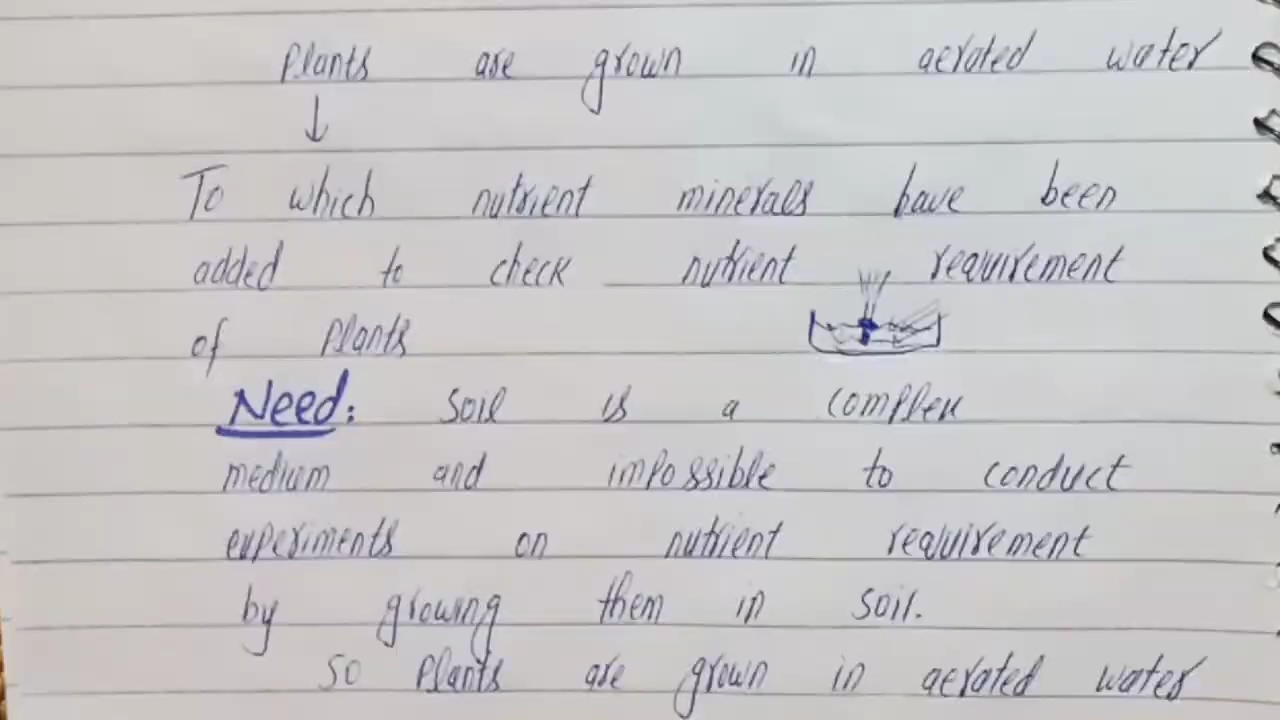 Plants are grown in aerated water
↓
To which nutrient minerals have been
added to check nutrient requirement
of plants
Need: soil is a complex
medium and impossible to conduct
experiments on nutrient requirement
by growing them in soil.
so plants are grown in aerated water